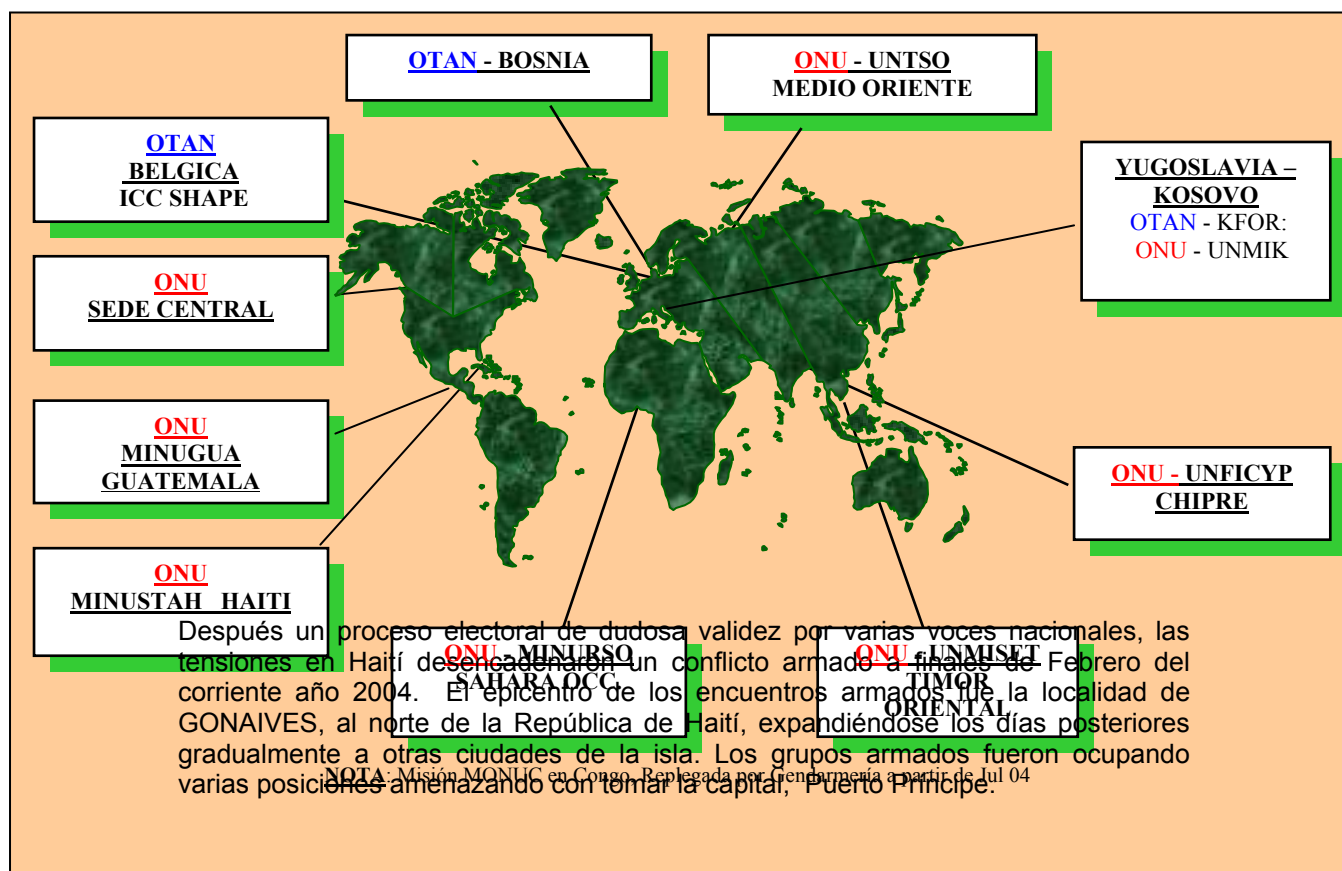 OTAN - BOSNIA
ONU - UNTSO
MEDIO ORIENTE
OTAN
BELGICA
ICC SHAPE
YUGOSLAVIA –
KOSOVO
OTAN - KFOR:
ONU - UNMIK
ONU
SEDE CENTRAL
ONU
MINUGUA
GUATEMALA
ONU - UNFICYP
CHIPRE
ONU
MINUSTAH HAITI
ONU - MINURSO
SAHARA OCC.
ONU - UNMISET
TIMOR
ORIENTAL
Después un proceso electoral de dudosa validez por varias voces nacionales, las
tensiones en Haití desencadenaron un conflicto armado a finales de Febrero del
corriente año 2004. El epicentro de los encuentros armados fue la localidad de
GONAIVES, al norte de la República de Haití, expandiéndose los días posteriores
gradualmente a otras ciudades de la isla. Los grupos armados fueron ocupando
varias posiciones amenazando con tomar la capital, Puerto Príncipe.
NOTA: Misión MONUC en Congo, Replegada por Gendarmería a partir de Jul 04